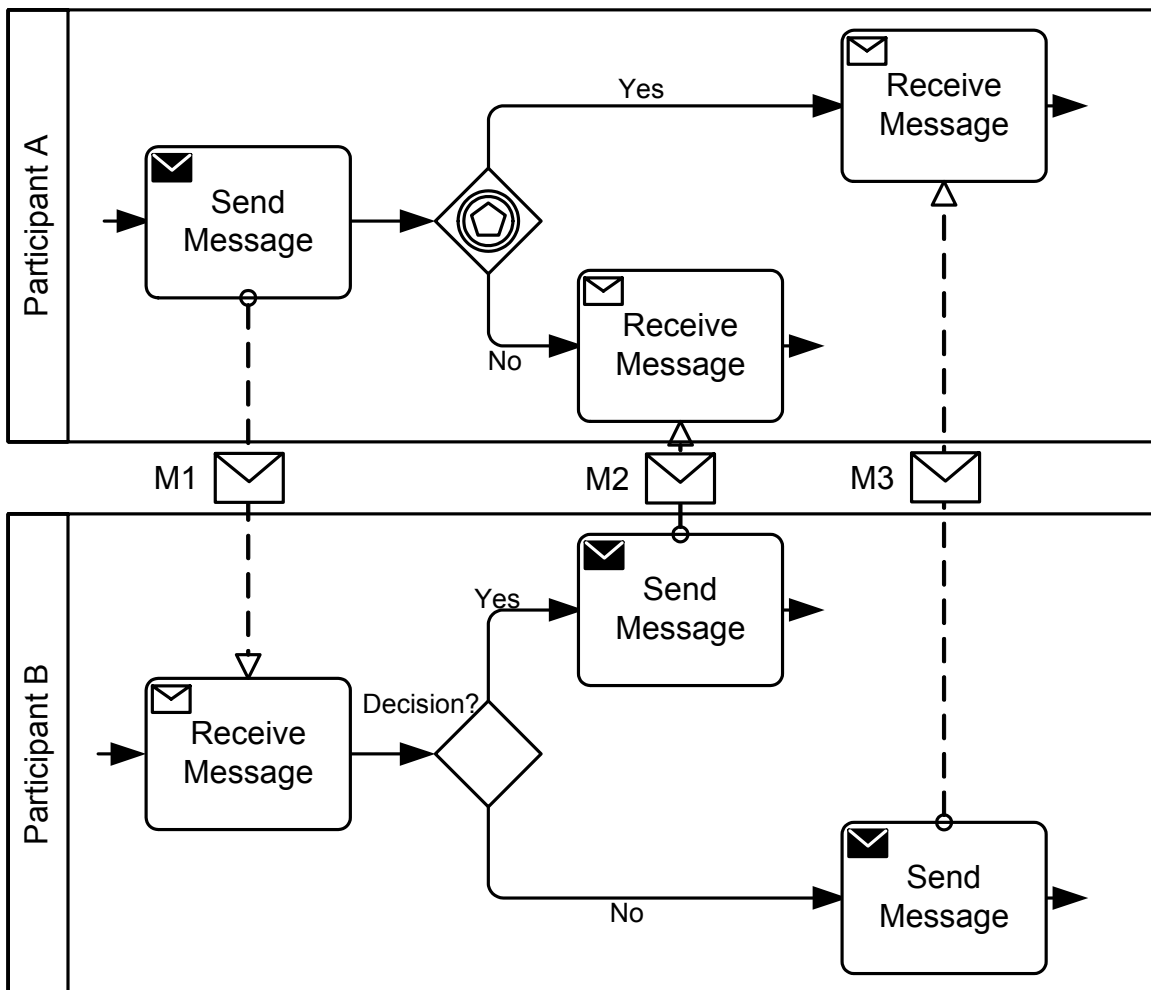 Participant A
Yes
Receive
Message
Send
Message
Receive
Message
No
M1
M2
M3
Participant B
Send
Message
Yes
Decision?
Receive
Message
No
Send
Message